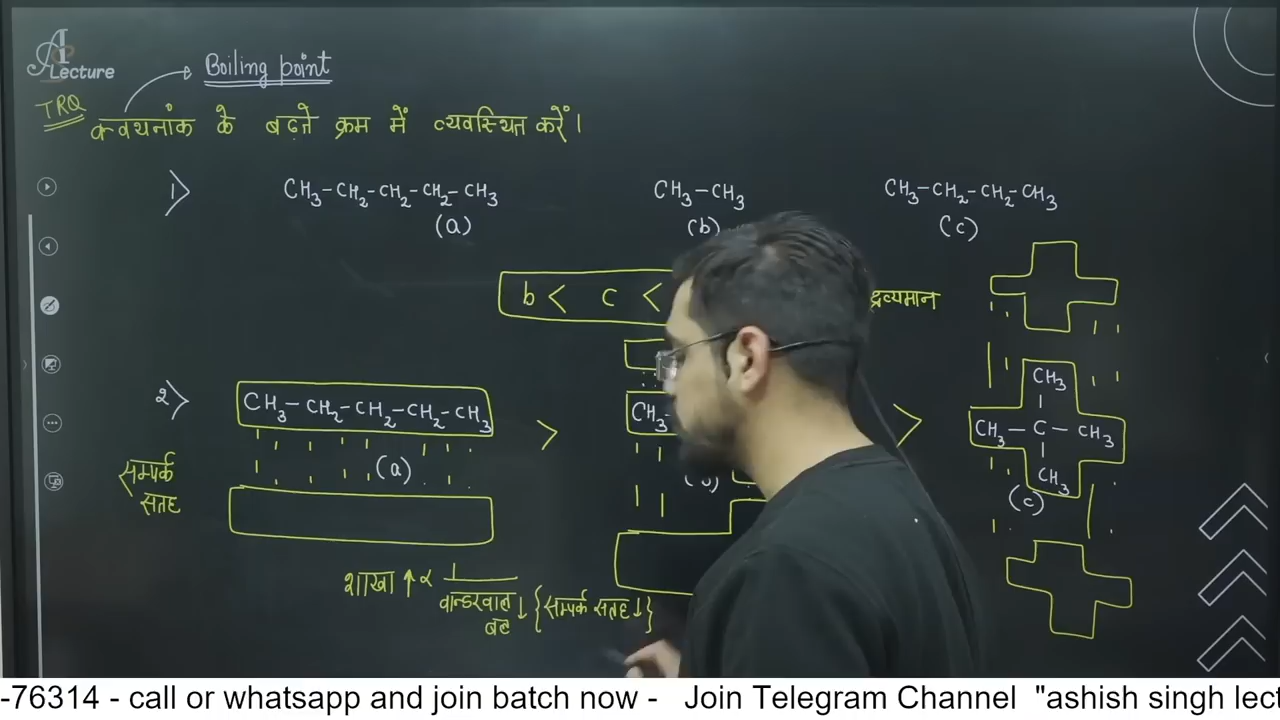 A Lecture
Boiling point
TRQ
क्वथनांक के बढ़ते क्रम में व्यवस्थित करें।
1> CH3-CH2-CH2-CH2-CH3 CH3-CH3 CH3-CH2-CH2-CH3
(a) (b) (c)
b < c < द्रव्यमान
2> CH3-CH2-CH2-CH2-CH3 > CH3- > CH3
CH3-C-CH3
CH3
(a) (c)
सम्पर्क
सतह
शाखा ↑ ∝ 1
वान्डरवाल ↓ {सम्पर्क सतह ↓}
बल
-76314 - call or whatsapp and join batch now - Join Telegram Channel "ashish singh lect